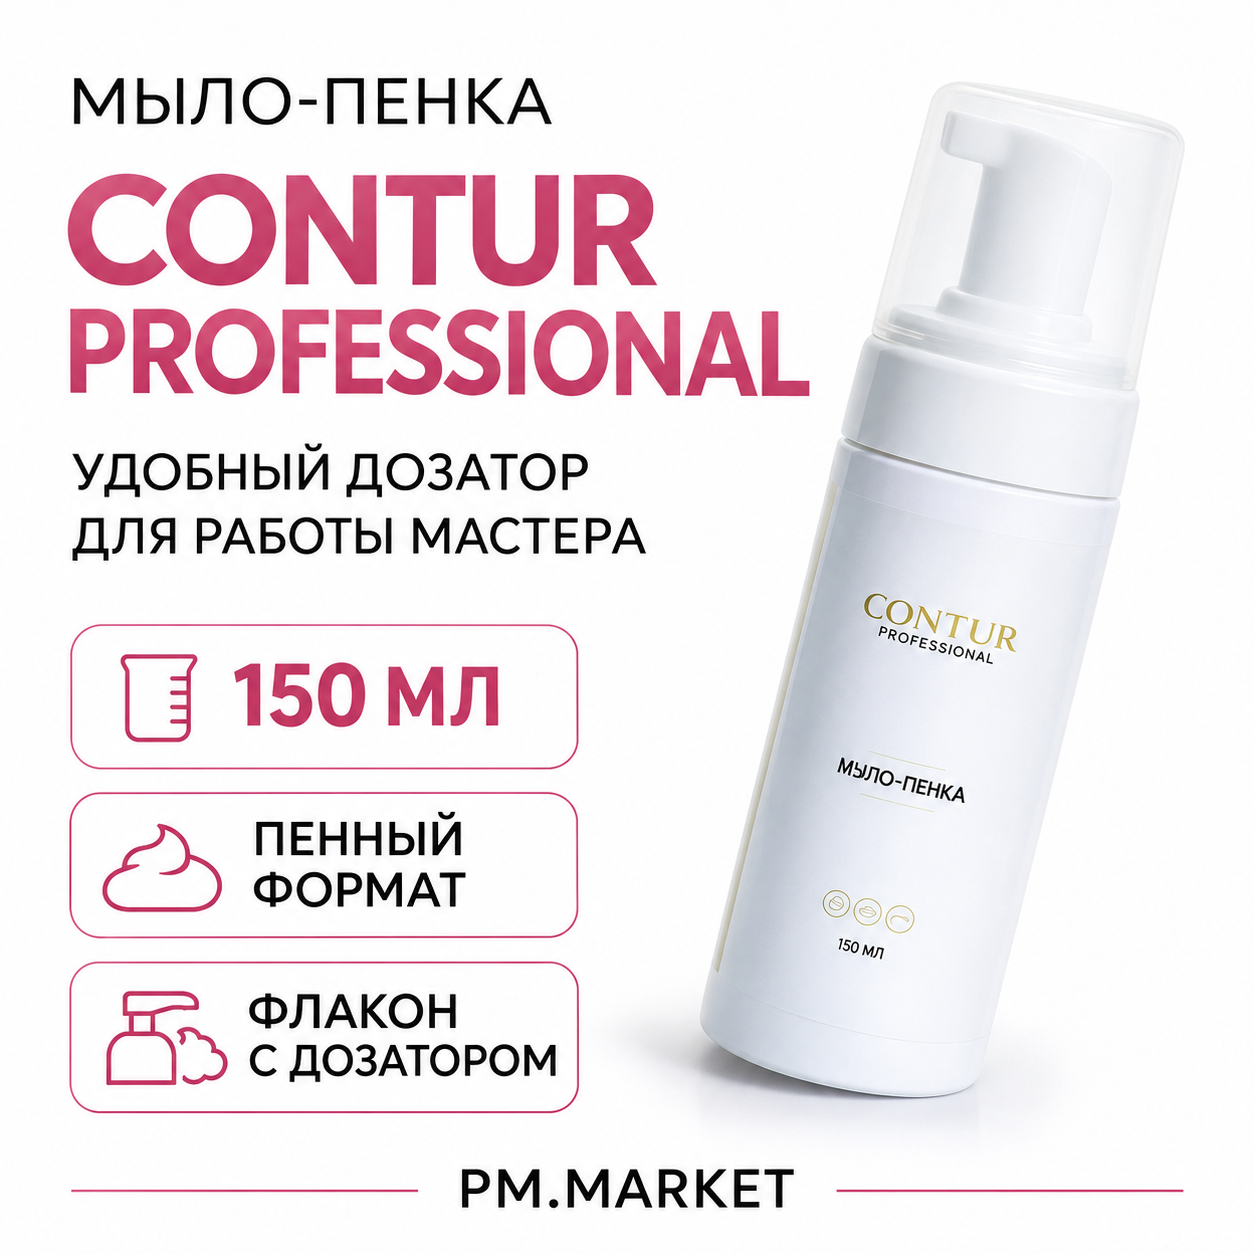 МЫЛО-ПЕНКА
CONTUR
PROFESSIONAL
УДОБНЫЙ ДОЗАТОР
ДЛЯ РАБОТЫ МАСТЕРА
150 МЛ
ПЕННЫЙ
ФОРМАТ
ФЛАКОН
С ДОЗАТОРОМ
CONTUR
PROFESSIONAL
МЫЛО-ПЕНКА
150 МЛ
PM.MARKET